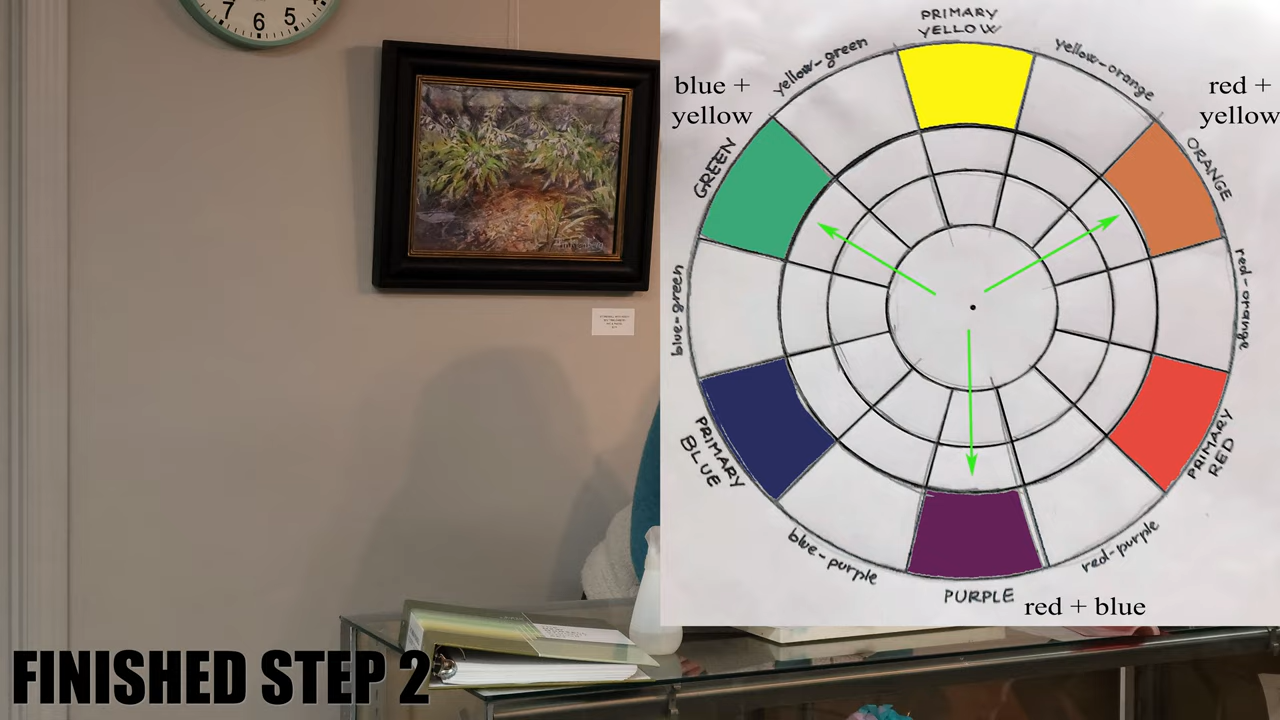 7 6 5
PRIMARY
YELLOW
yellow-green
yellow-orange
blue +
yellow
red +
yellow
GREEN
ORANGE
blue-green
red-orange
PRIMARY
BLUE
PRIMARY
RED
blue-purple
red-purple
PURPLE
red + blue
FINISHED STEP 2